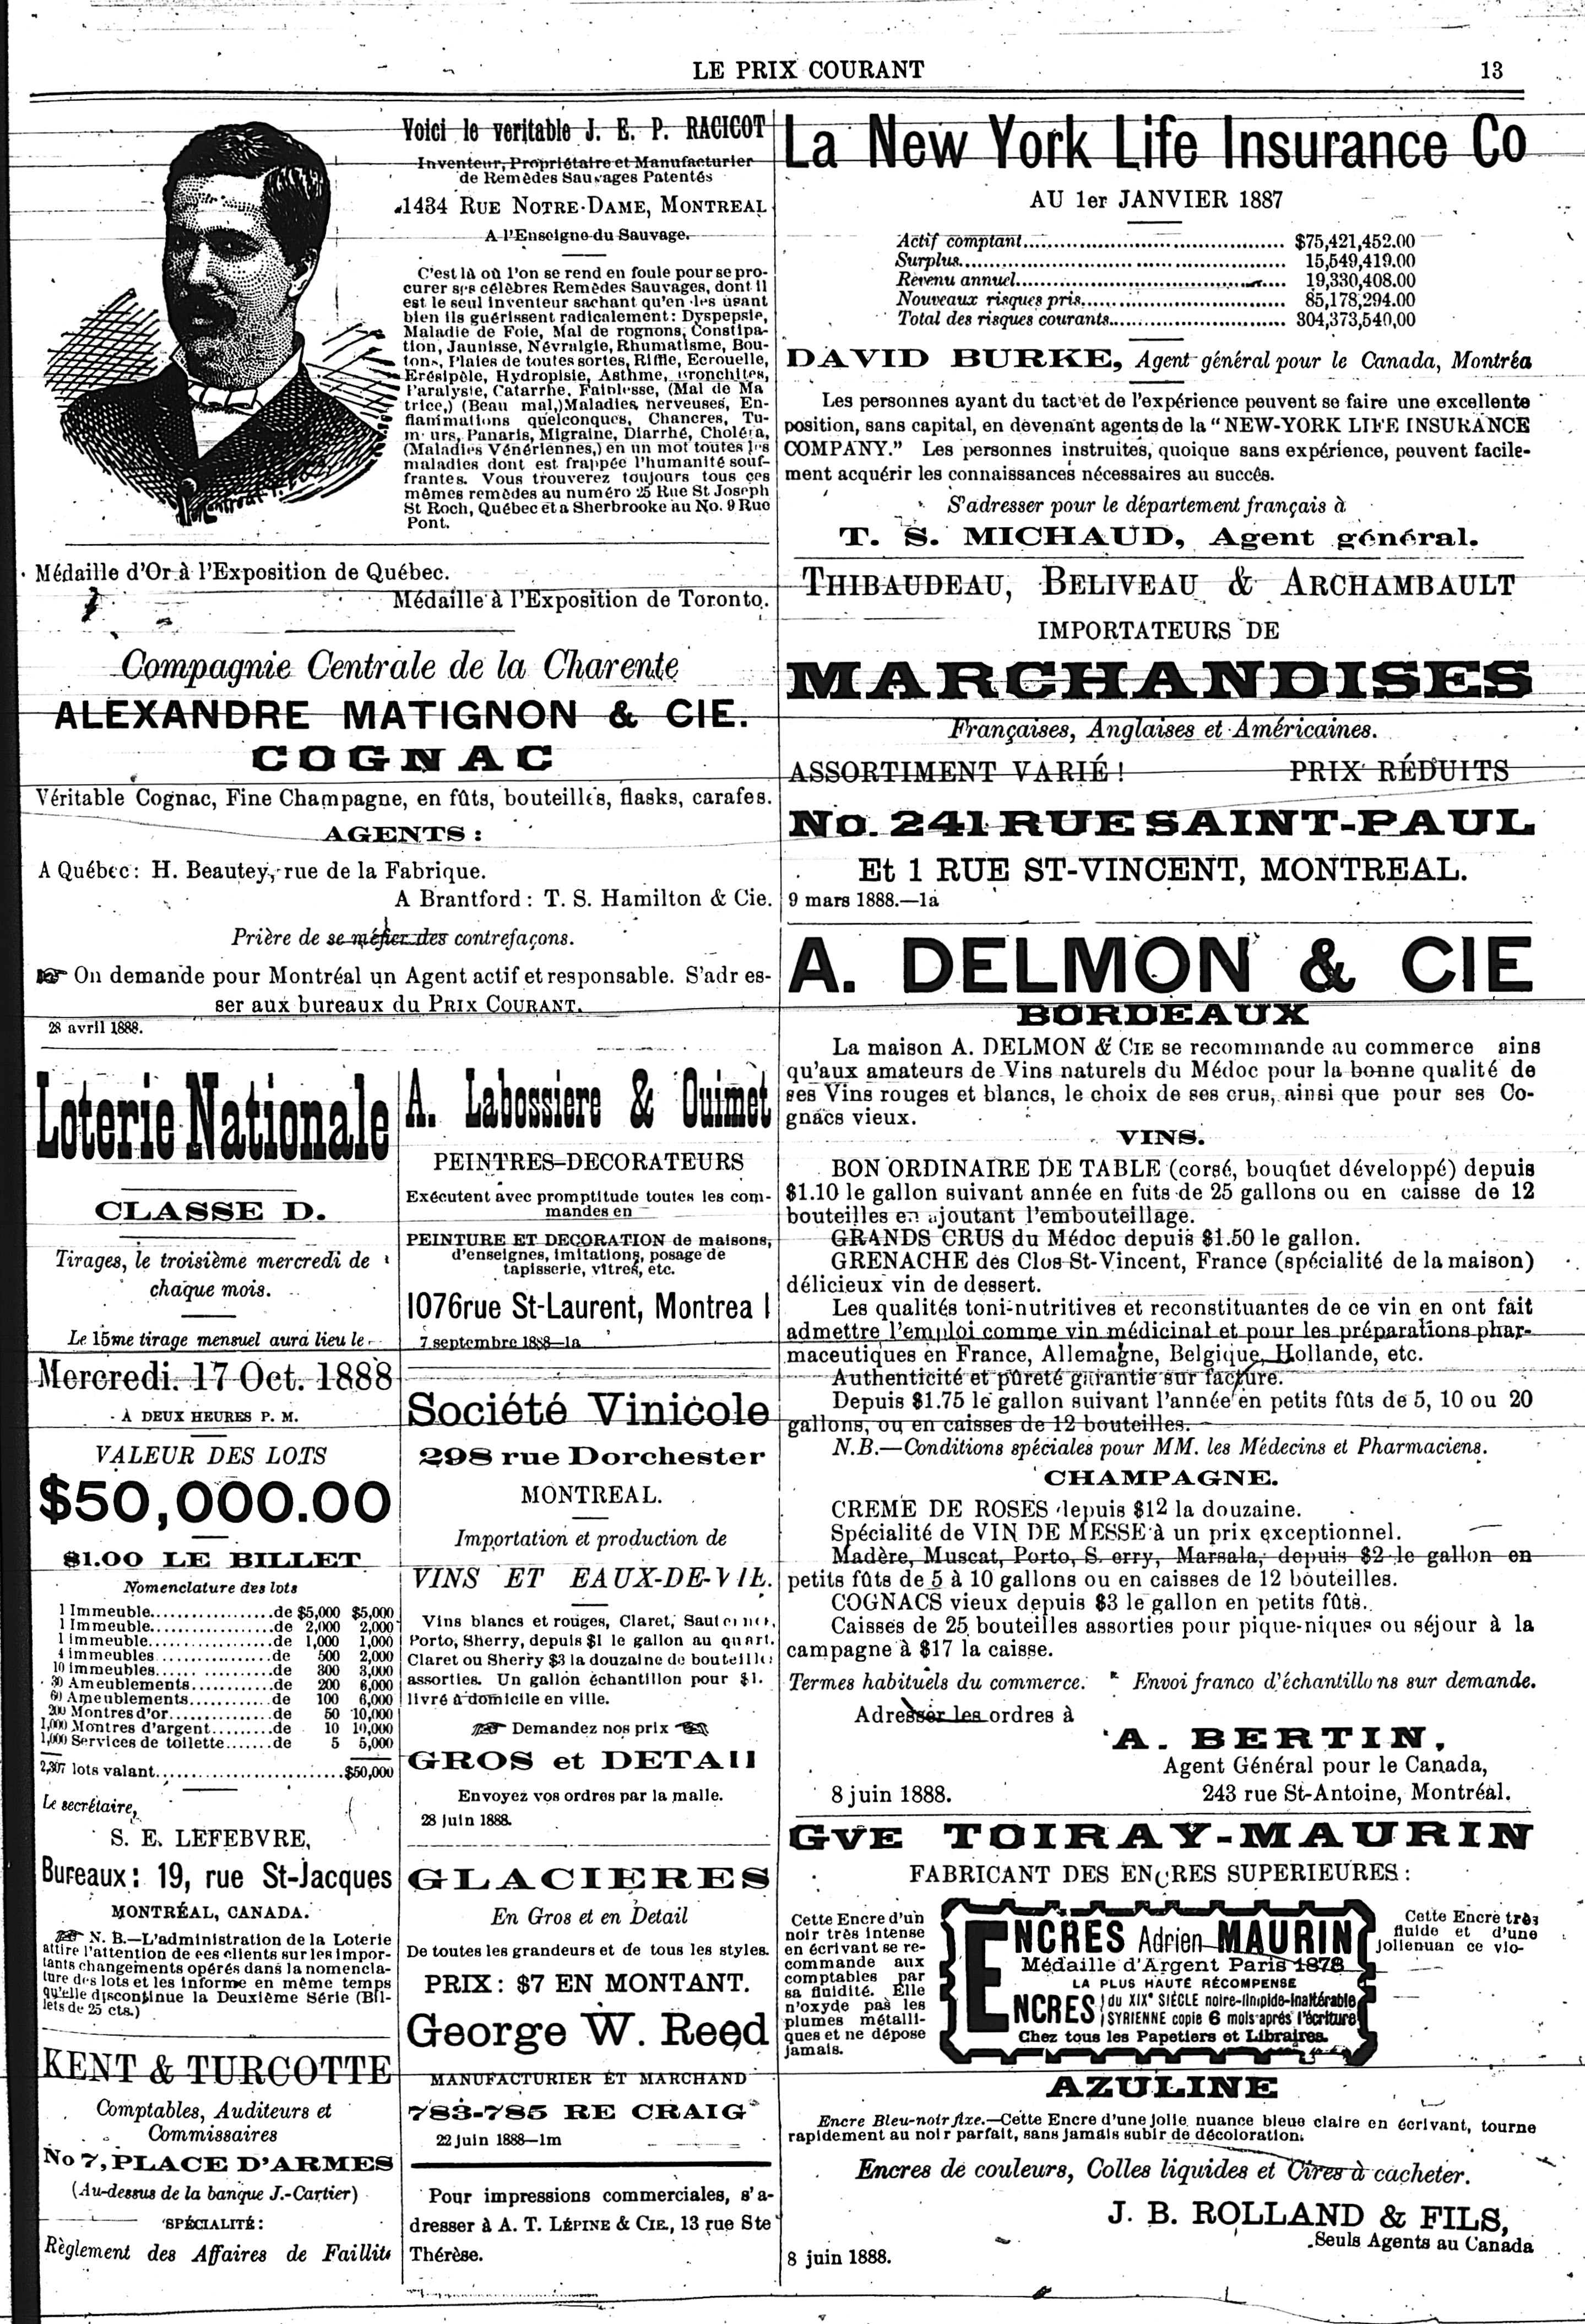 LE PRIX COURANT
13
Voici le veritable J. E. P. RACICOT
Inventeur, Propriétaire et Manufacturier
de Remèdes Sauvages Patentés
1434 RUE NOTRE-DAME, MONTREAL
A l'Enseigne du Sauvage.
C'est là où l'on se rend en foule pour se pro-
curer ses célèbres Remèdes Sauvages, dont il
est le seul inventeur sachant qu'en les usant
bien ils guérissent radicalement: Dyspepsie,
Maladie de Foie, Mal de rognons, Constipa-
tion, Jaunisse, Névralgie, Rhumatisme, Bou-
tons, Plaies de toutes sortes, Riffle, Ecrouelle,
Erésipèle, Hydropisie, Asthme, Bronchites,
Paralysie, Catarrhe, Faiblesse, (Mal de Ma
trice,) (Beau mal,) Maladies nerveuses, En-
flammations quelconques, Chancres, Tu-
meurs, Panaris, Migraine, Diarrhé, Choléra,
(Maladies Vénériennes,) en un mot toutes les
maladies dont est frappée l'humanité souf-
frantes. Vous trouverez toujours tous ces
mêmes remèdes au numéro 25 Rue St Joseph
St Roch, Québec et a Sherbrooke au No. 9 Rue
Pont.
Médaille d'Or à l'Exposition de Québec.
Médaille à l'Exposition de Toronto.
Compagnie Centrale de la Charente
ALEXANDRE MATIGNON & CIE.
COGNAC
Véritable Cognac, Fine Champagne, en fûts, bouteilles, flasks, carafes.
AGENTS:
A Québec: H. Beautey, rue de la Fabrique.
A Brantford: T. S. Hamilton & Cie.
Prière de se méfier des contrefaçons.
☞ On demande pour Montréal un Agent actif et responsable. S'adr es-
ser aux bureaux du PRIX COURANT.
28 avril 1888.
Loterie Nationale
CLASSE D.
Tirages, le troisième mercredi de
chaque mois.
Le 15me tirage mensuel aura lieu le
Mercredi. 17 Oct. 1888
À DEUX HEURES P. M.
VALEUR DES LOTS
$50,000.00
$1.00 LE BILLET
Nomenclature des lots
1 Immeuble..................de $5,000 $5,000
1 Immeuble..................de 2,000 2,000
1 immeuble..................de 1,000 1,000
4 immeubles................de 500 2,000
10 immeubles...............de 300 3,000
30 Ameublements............de 200 6,000
60 Ameublements............de 100 6,000
200 Montres d'or............de 50 10,000
1,000 Montres d'argent........de 10 10,000
1,000 Services de toilette.......de 5 5,000
2,307 lots valant..........................$50,000
Le secrétaire,
S. E. LEFEBVRE,
Bureaux: 19, rue St-Jacques
MONTRÉAL, CANADA.
☞ N. B.—L'administration de la Loterie
attire l'attention de ces clients sur les impor-
tants changements opérés dans la nomencla-
ture des lots et les informe en même temps
qu'elle discontinue la Deuxième Série (Bil-
lets de 25 cts.)
KENT & TURCOTTE
Comptables, Auditeurs et
Commissaires
No 7, PLACE D'ARMES
(Au-dessus de la banque J.-Cartier)
SPÉCIALITÉ:
Règlement des Affaires de Faillite
A. Labossiere & Ouimet
PEINTRES-DECORATEURS
Exécutent avec promptitude toutes les com-
mandes en
PEINTURE ET DECORATION de maisons,
d'enseignes, imitations, posage de
tapisserie, vitres, etc.
1076 rue St-Laurent, Montrea l
7 septembre 1888—1a
Société Vinicole
298 rue Dorchester
MONTREAL.
Importation et production de
VINS ET EAUX-DE-VIE.
Vins blancs et rouges, Claret, Sauternes,
Porto, Sherry, depuis $1 le gallon au quart.
Claret ou Sherry $3 la douzaine de bouteilles
assorties. Un gallon échantillon pour $1.
livré à domicile en ville.
☞ Demandez nos prix ☜
GROS et DETAIl
Envoyez vos ordres par la malle.
28 juin 1888.
GLACIERES
En Gros et en Detail
De toutes les grandeurs et de tous les styles.
PRIX: $7 EN MONTANT.
George W. Reed
MANUFACTURIER ET MARCHAND
783-785 RE CRAIG
22 juin 1888—1m
Pour impressions commerciales, s'a-
dresser à A. T. LÉPINE & CIE., 13 rue Ste
Thérèse.
La New York Life Insurance Co
AU 1er JANVIER 1887
Actif comptant................................... $75,421,452.00
Surplus................................... 15,549,419.00
Revenu annuel................................... 19,330,408.00
Nouveaux risques pris................................... 85,178,294.00
Total des risques courants................................... 304,373,540,00
DAVID BURKE, Agent général pour le Canada, Montréa
Les personnes ayant du tact et de l'expérience peuvent se faire une excellente
position, sans capital, en devenant agents de la "NEW-YORK LIFE INSURANCE
COMPANY." Les personnes instruites, quoique sans expérience, peuvent facile-
ment acquérir les connaissances nécessaires au succès.
S'adresser pour le département français à
T. S. MICHAUD, Agent général.
THIBAUDEAU, BELIVEAU & ARCHAMBAULT
IMPORTATEURS DE
MARCHANDISES
Françaises, Anglaises et Américaines.
ASSORTIMENT VARIÉ! PRIX RÉDUITS
No. 241 RUE SAINT-PAUL
Et 1 RUE ST-VINCENT, MONTREAL.
9 mars 1888.—1a
A. DELMON & CIE
BORDEAUX
La maison A. DELMON & CIE se recommande au commerce ains
qu'aux amateurs de Vins naturels du Médoc pour la bonne qualité de
ses Vins rouges et blancs, le choix de ses crus, ainsi que pour ses Co-
gnacs vieux.
VINS.
BON ORDINAIRE DE TABLE (corsé, bouquet développé) depuis
$1.10 le gallon suivant année en futs de 25 gallons ou en caisse de 12
bouteilles en ajoutant l'embouteillage.
GRANDS CRUS du Médoc depuis $1.50 le gallon.
GRENACHE des Clos-St-Vincent, France (spécialité de la maison)
délicieux vin de dessert.
Les qualités toni-nutritives et reconstituantes de ce vin en ont fait
admettre l'emploi comme vin médicinal et pour les préparations phar-
maceutiques en France, Allemagne, Belgique, Hollande, etc.
Authenticité et pureté garantie sur facture.
Depuis $1.75 le gallon suivant l'année en petits fûts de 5, 10 ou 20
gallons, ou en caisses de 12 bouteilles.
N.B.—Conditions spéciales pour MM. les Médecins et Pharmaciens.
CHAMPAGNE.
CREME DE ROSES depuis $12 la douzaine.
Spécialité de VIN DE MESSE à un prix exceptionnel.
Madère, Muscat, Porto, S erry, Marsala, depuis $2 le gallon en
petits fûts de 5 à 10 gallons ou en caisses de 12 bouteilles.
COGNACS vieux depuis $3 le gallon en petits fûts.
Caisses de 25 bouteilles assorties pour pique-niques ou séjour à la
campagne à $17 la caisse.
Termes habituels du commerce. Envoi franco d'échantillons sur demande.
Adresser les ordres à
A. BERTIN,
Agent Général pour le Canada,
8 juin 1888. 243 rue St-Antoine, Montréal.
GVE TOIRAY-MAURIN
FABRICANT DES ENCRES SUPERIEURES:
Cette Encre d'un
noir très intense
en écrivant se re-
commande aux
comptables par
sa fluidité. Elle
n'oxyde pas les
plumes métalli-
ques et ne dépose
jamais.
ENCRES Adrien MAURIN
Médaille d'Argent Paris 1878
LA PLUS HAUTE RÉCOMPENSE
ENCRES du XIXe SIÈCLE noire-limpide-inaltérable
SYRIENNE copie 6 mois après l'écriture
Chez tous les Papetiers et Libraires.
Cette Encre très
fluide et d'une
jolienuan ce vio-
AZULINE
Encre Bleu-noir fixe.—Cette Encre d'une jolie nuance bleue claire en écrivant, tourne
rapidement au noir parfait, sans jamais subir de décoloration.
Encres de couleurs, Colles liquides et Cires à cacheter.
J. B. ROLLAND & FILS,
Seuls Agents au Canada
8 juin 1888.